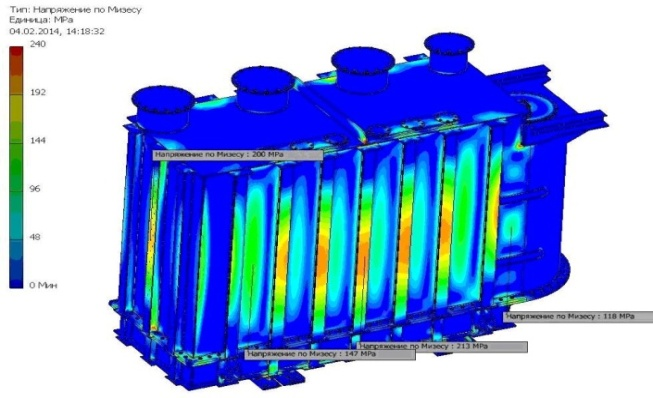 Тип: Напряжение по Мизесу
Единица: MPa
04.02.2014, 14:18:32
240
192
144
96
48
0 Мин
Напряжение по Мизесу : 200 MPa
Напряжение по Мизесу : 118 MPa
Напряжение по Мизесу : 213 MPa
Напряжение по Мизесу : 147 MPa